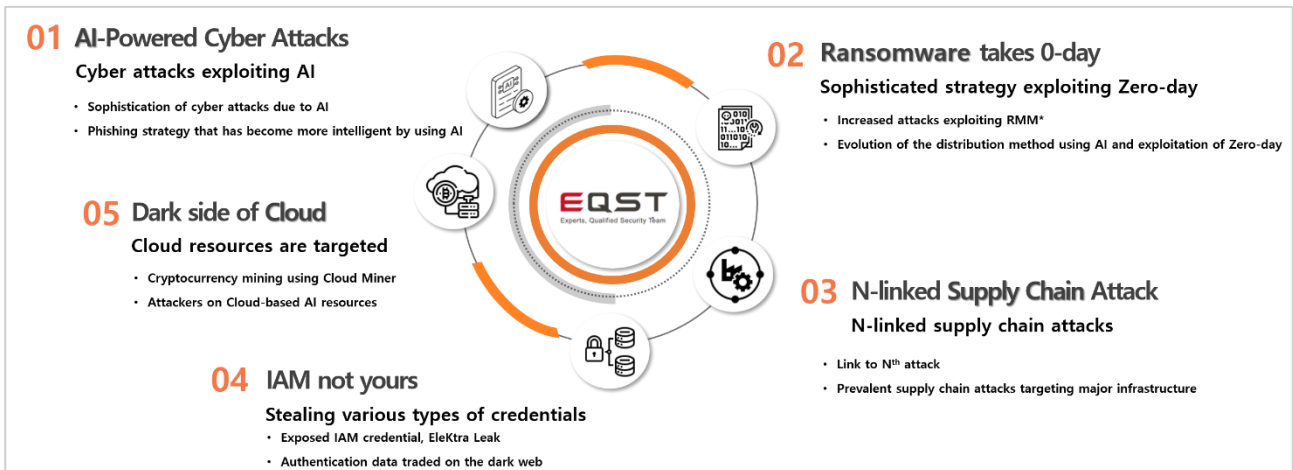 01 AI-Powered Cyber Attacks
Cyber attacks exploiting AI
• Sophistication of cyber attacks due to AI
• Phishing strategy that has become more intelligent by using AI
02 Ransomware takes 0-day
Sophisticated strategy exploiting Zero-day
• Increased attacks exploiting RMM*
• Evolution of the distribution method using AI and exploitation of Zero-day
03 N-linked Supply Chain Attack
N-linked supply chain attacks
• Link to Nth attack
• Prevalent supply chain attacks targeting major infrastructure
04 IAM not yours
Stealing various types of credentials
• Exposed IAM credential, EleKtra Leak
• Authentication data traded on the dark web
05 Dark side of Cloud
Cloud resources are targeted
• Cryptocurrency mining using Cloud Miner
• Attackers on Cloud-based AI resources
EQST
Experts, Qualified Security Team
AI